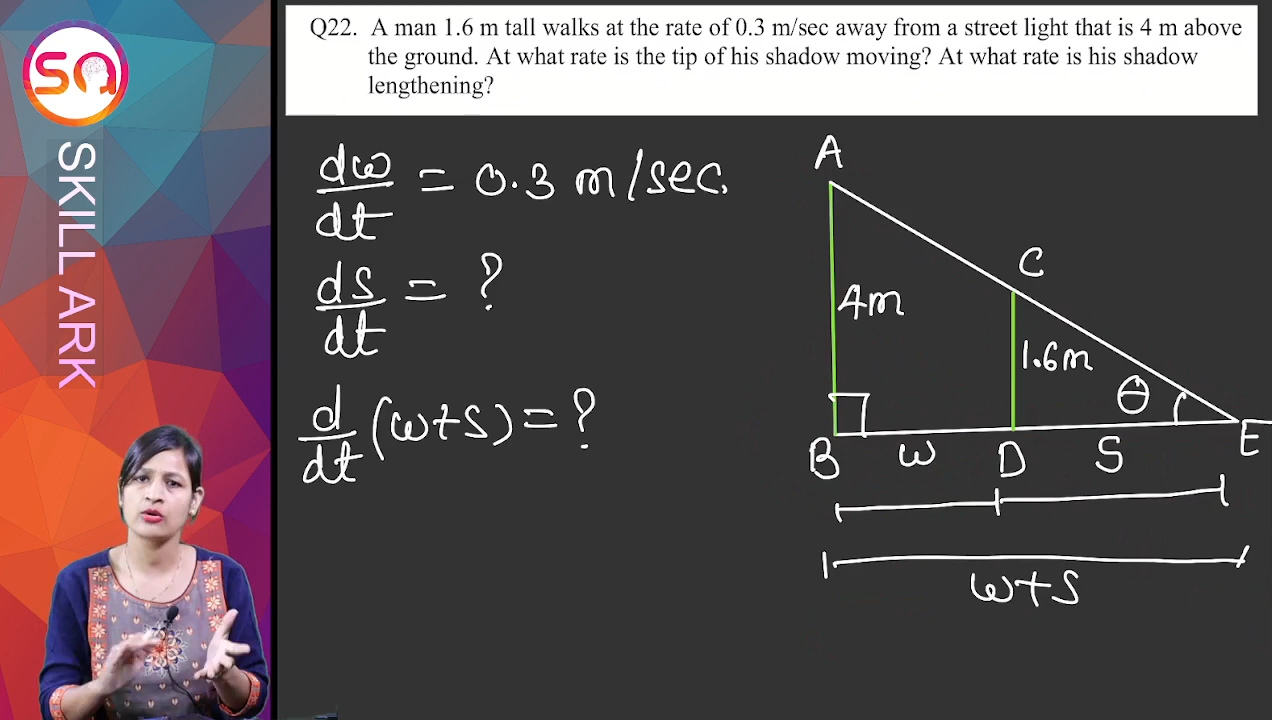 Q22. A man 1.6 m tall walks at the rate of 0.3 m/sec away from a street light that is 4 m above
the ground. At what rate is the tip of his shadow moving? At what rate is his shadow
lengthening?
SA
SKILL ARK
dw/dt = 0.3 m/sec.
ds/dt = ?
d/dt (w+s) = ?
A
C
4m
1.6m
θ
B w D S E
w+s